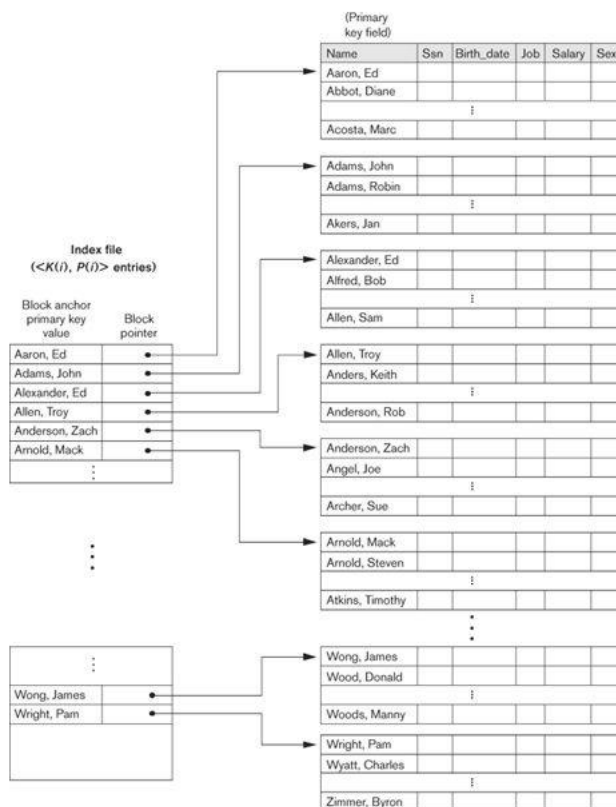 (Primary
key field)
Name Ssn Birth_date Job Salary Sex
Aaron, Ed
Abbot, Diane
⋮
Acosta, Marc
Adams, John
Adams, Robin
⋮
Akers, Jan
Alexander, Ed
Alfred, Bob
⋮
Allen, Sam
Allen, Troy
Anders, Keith
⋮
Anderson, Rob
Anderson, Zach
Angel, Joe
⋮
Archer, Sue
Arnold, Mack
Arnold, Steven
⋮
Atkins, Timothy
⋮
Wong, James
Wood, Donald
⋮
Woods, Manny
Wright, Pam
Wyatt, Charles
⋮
Zimmer, Byron
Index file
(<K(i), P(i)> entries)
Block anchor
primary key
value
Block
pointer
Aaron, Ed
Adams, John
Alexander, Ed
Allen, Troy
Anderson, Zach
Arnold, Mack
⋮
⋮
⋮
Wong, James
Wright, Pam